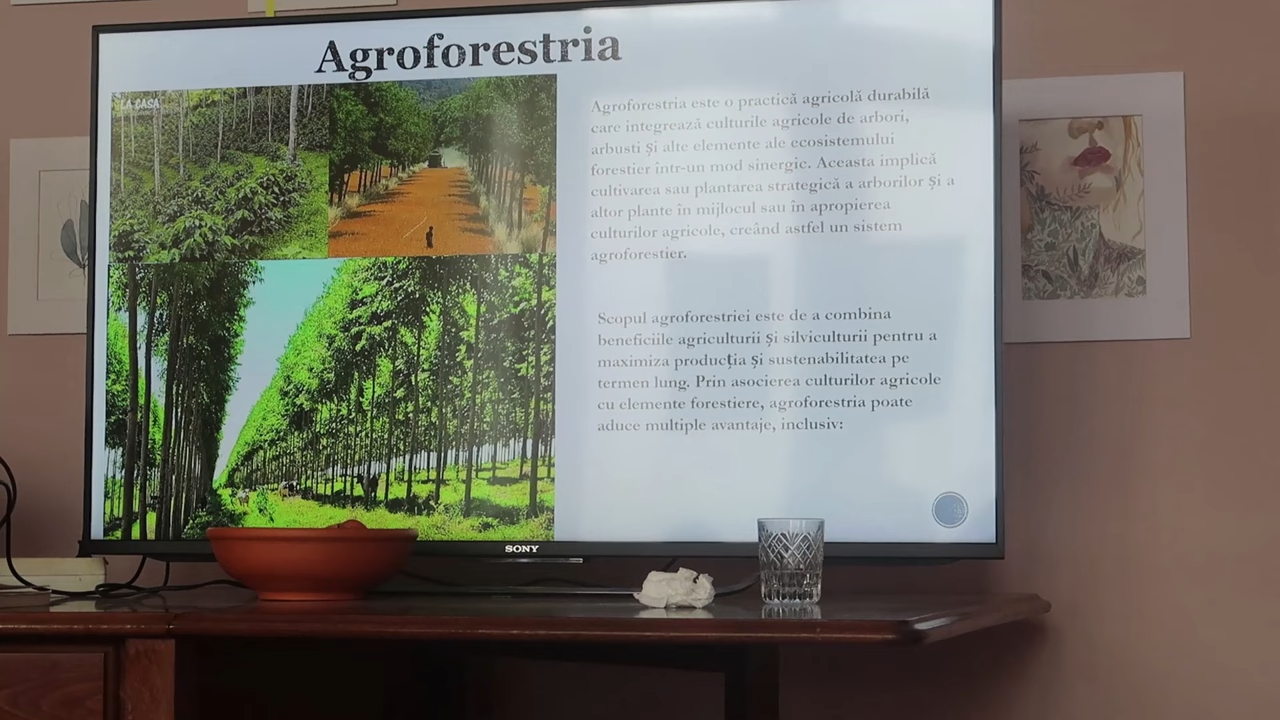 Agroforestria
LA CASA
Agroforestria este o practică agricolă durabilă
care integrează culturile agricole de arbori,
arbusti și alte elemente ale ecosistemului
forestier într-un mod sinergic. Aceasta implică
cultivarea sau plantarea strategică a arborilor și a
altor plante în mijlocul sau în apropierea
culturilor agricole, creând astfel un sistem
agroforestier.
Scopul agroforestriei este de a combina
beneficiile agriculturii și silviculturii pentru a
maximiza producția și sustenabilitatea pe
termen lung. Prin asocierea culturilor agricole
cu elemente forestiere, agroforestria poate
aduce multiple avantaje, inclusiv:
SONY